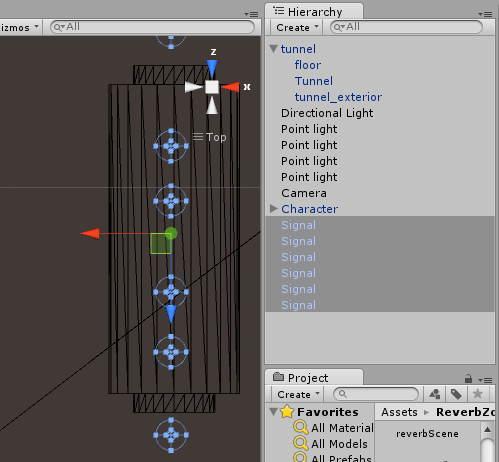 izmos
All
z
x
Top
Hierarchy
Create
All
tunnel
floor
Tunnel
tunnel_exterior
Directional Light
Point light
Point light
Point light
Point light
Camera
Character
Signal
Signal
Signal
Signal
Signal
Signal
Project
Create
Favorites
All Material
All Models
All Prefabs
Assets ▸ ReverbZo
reverbScene